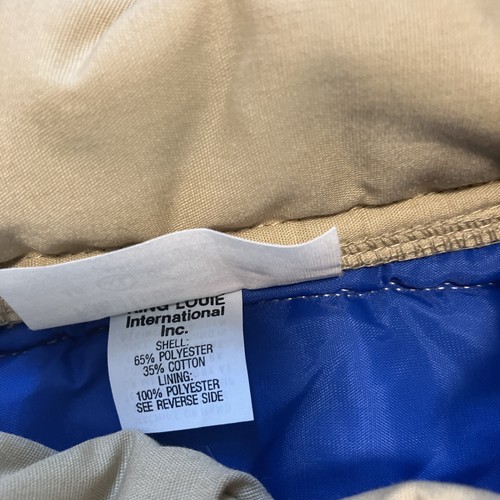 KING LOUIE
International
Inc.
SHELL:
65% POLYESTER
35% COTTON
LINING:
100% POLYESTER
SEE REVERSE SIDE